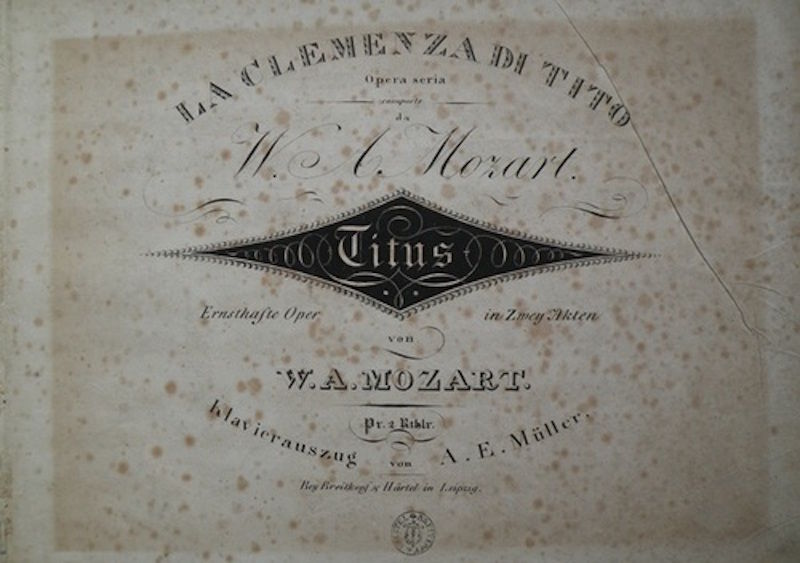 LA CLEMENZA DI TITO
Opera seria
composta
da
W. A. Mozart.
Titus
Ernsthafte Oper in Zwey Akten
von
W. A. MOZART.
Pr. 2 Rthlr.
Klavierauszug von A. E. Müller.
Bey Breitkopf & Härtel in Leipzig.